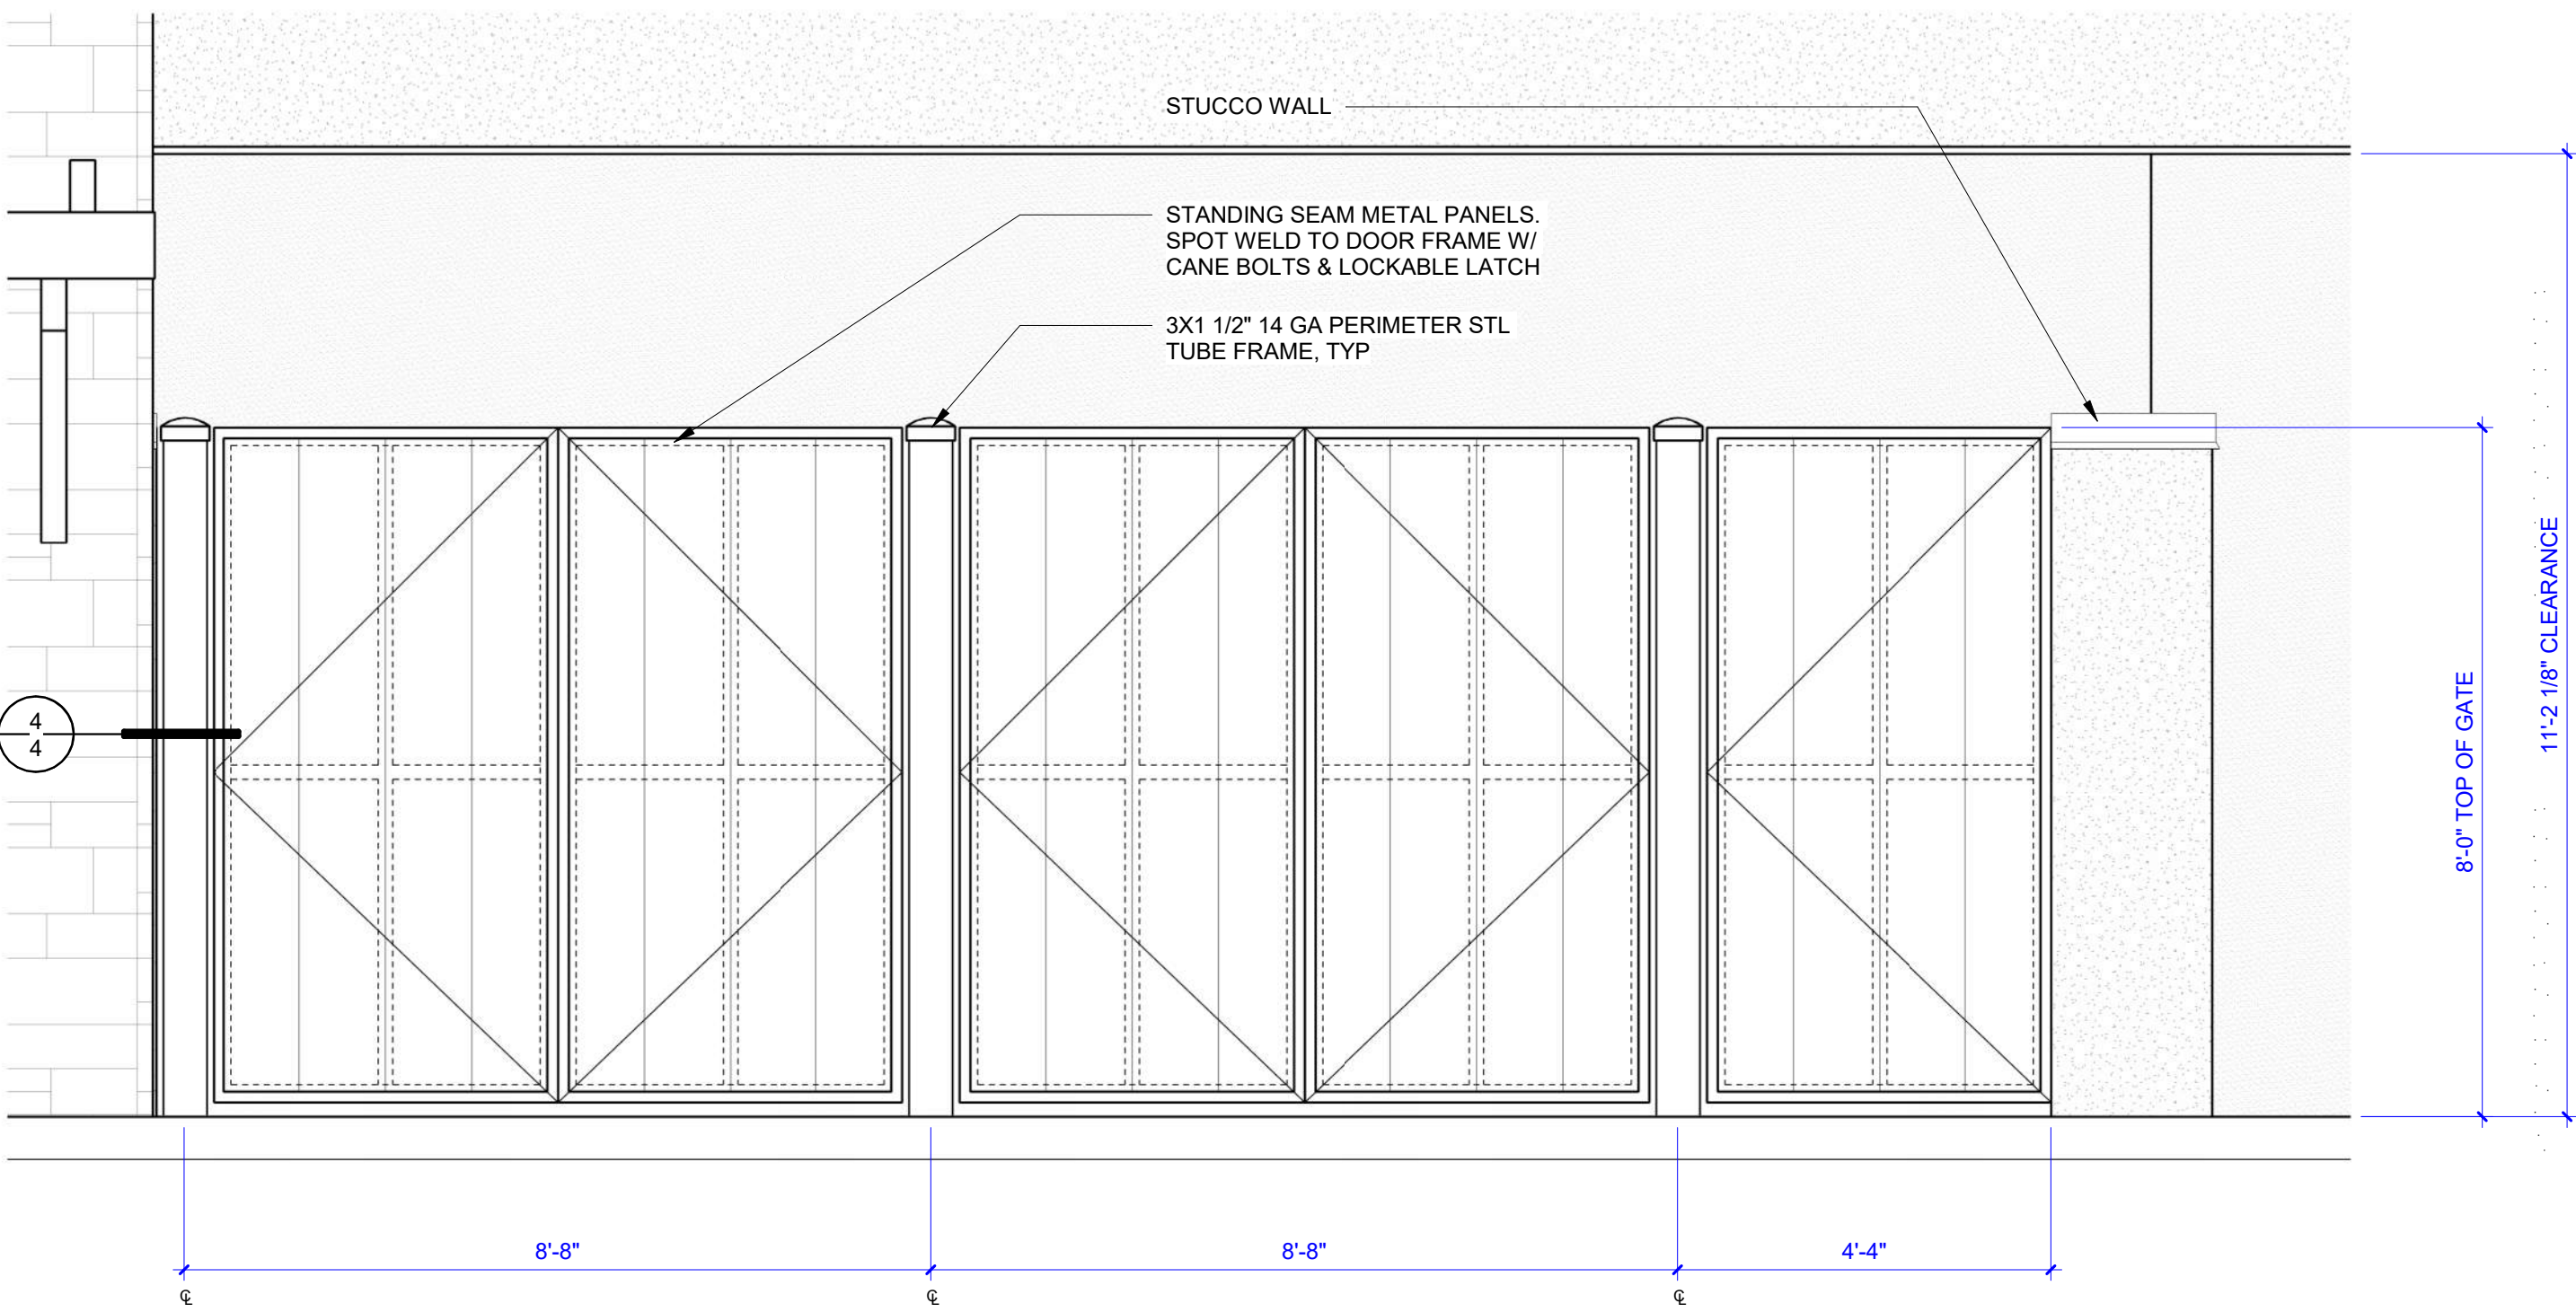 STUCCO WALL
STANDING SEAM METAL PANELS.
SPOT WELD TO DOOR FRAME W/
CANE BOLTS & LOCKABLE LATCH
3X1 1/2" 14 GA PERIMETER STL
TUBE FRAME, TYP
4
4
8'-0" TOP OF GATE
11'-2 1/8" CLEARANCE
8'-8"
8'-8"
4'-4"
℄
℄
℄